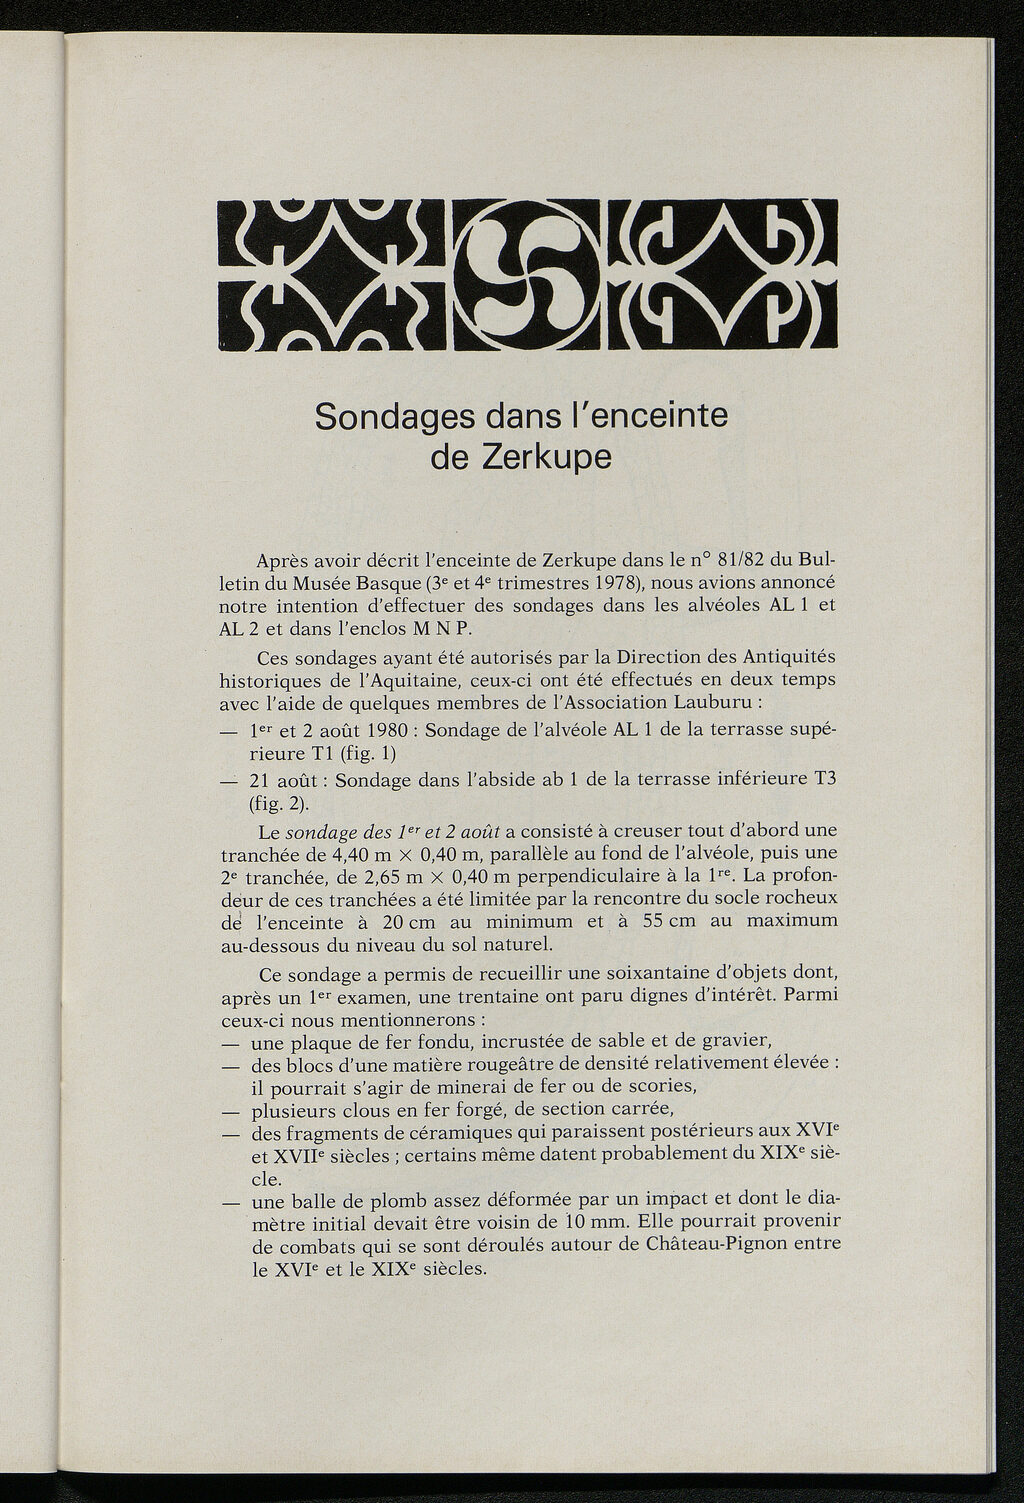 Sondages dans l'enceinte
de Zerkupe
Après avoir décrit l'enceinte de Zerkupe dans le n° 81/82 du Bul-
letin du Musée Basque (3e et 4e trimestres 1978), nous avions annoncé
notre intention d'effectuer des sondages dans les alvéoles AL 1 et
AL 2 et dans l'enclos M N P.
Ces sondages ayant été autorisés par la Direction des Antiquités
historiques de l'Aquitaine, ceux-ci ont été effectués en deux temps
avec l'aide de quelques membres de l'Association Lauburu :
— 1er et 2 août 1980 : Sondage de l'alvéole AL 1 de la terrasse supé-
rieure T1 (fig. 1)
— 21 août : Sondage dans l'abside ab 1 de la terrasse inférieure T3
(fig. 2).
Le sondage des 1er et 2 août a consisté à creuser tout d'abord une
tranchée de 4,40 m × 0,40 m, parallèle au fond de l'alvéole, puis une
2e tranchée, de 2,65 m × 0,40 m perpendiculaire à la 1re. La profon-
deur de ces tranchées a été limitée par la rencontre du socle rocheux
de l'enceinte à 20 cm au minimum et à 55 cm au maximum
au-dessous du niveau du sol naturel.
Ce sondage a permis de recueillir une soixantaine d'objets dont,
après un 1er examen, une trentaine ont paru dignes d'intérêt. Parmi
ceux-ci nous mentionnerons :
— une plaque de fer fondu, incrustée de sable et de gravier,
— des blocs d'une matière rougeâtre de densité relativement élevée :
il pourrait s'agir de minerai de fer ou de scories,
— plusieurs clous en fer forgé, de section carrée,
— des fragments de céramiques qui paraissent postérieurs aux XVIe
et XVIIe siècles ; certains même datent probablement du XIXe siè-
cle.
— une balle de plomb assez déformée par un impact et dont le dia-
mètre initial devait être voisin de 10 mm. Elle pourrait provenir
de combats qui se sont déroulés autour de Château-Pignon entre
le XVIe et le XIXe siècles.